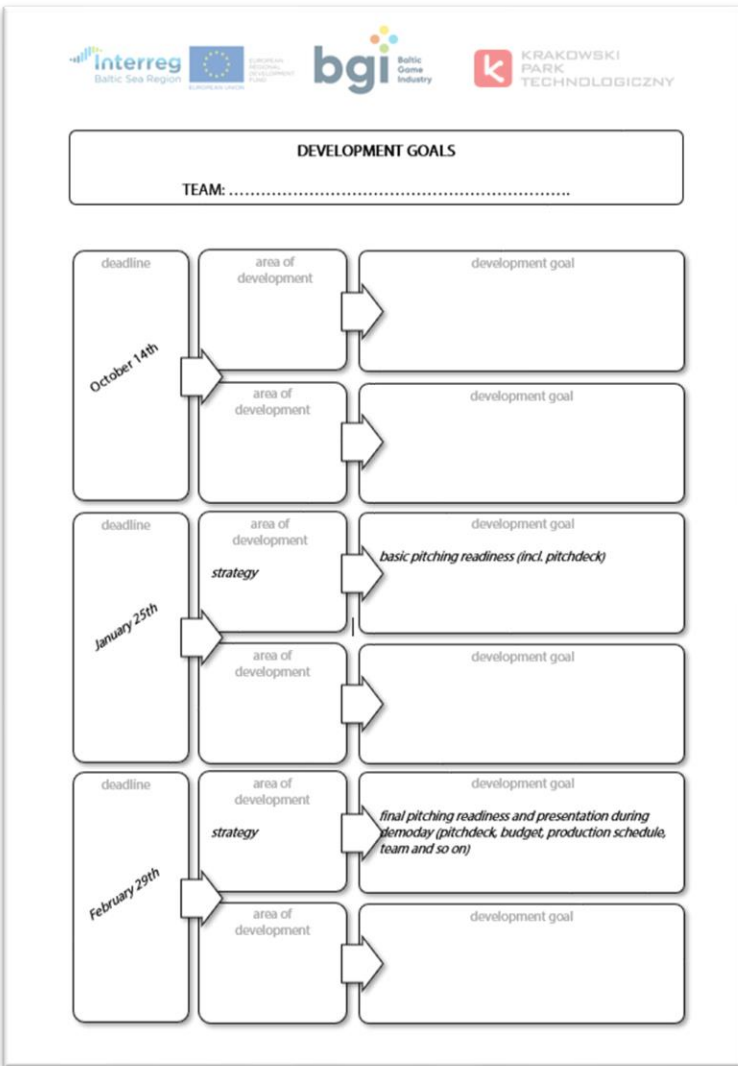 Interreg
Baltic Sea Region
EUROPEAN UNION
EUROPEAN
REGIONAL
DEVELOPMENT
FUND
bgi
Baltic
Game
Industry
k
KRAKOWSKI
PARK
TECHNOLOGICZNY
DEVELOPMENT GOALS
TEAM: ……………………………………………………….
deadline
October 14th
area of
development
development goal
area of
development
development goal
deadline
January 25th
area of
development
strategy
development goal
basic pitching readiness (incl. pitchdeck)
area of
development
development goal
deadline
February 29th
area of
development
strategy
development goal
final pitching readiness and presentation during
demoday (pitchdeck, budget, production schedule,
team and so on)
area of
development
development goal